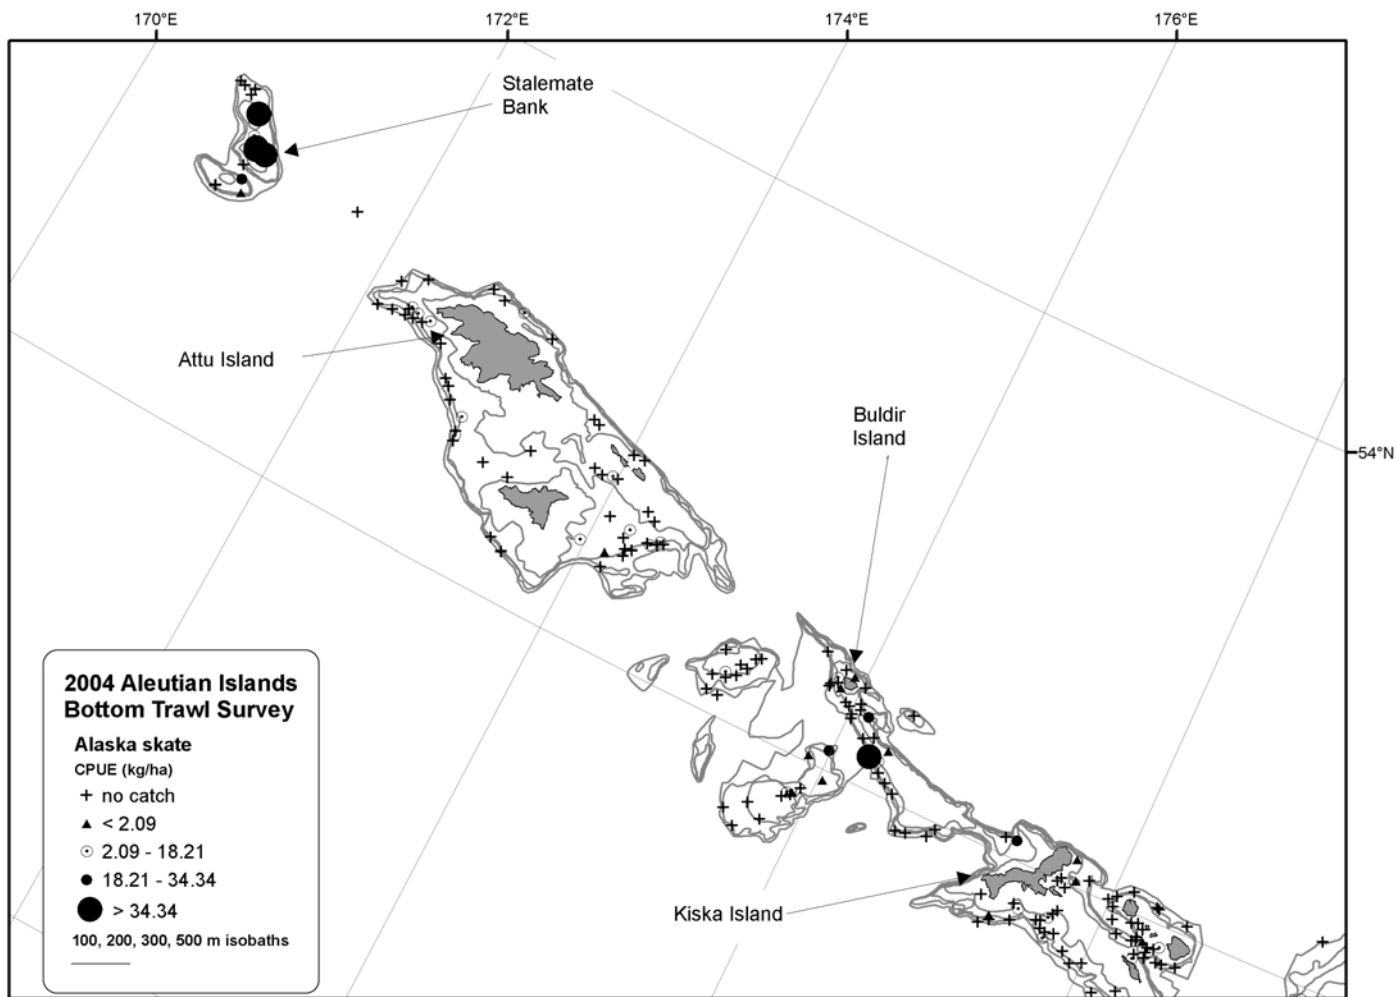 170°E
172°E
174°E
176°E
Stalemate
Bank
Attu Island
Buldir
Island
54°N
Kiska Island
2004 Aleutian Islands
Bottom Trawl Survey
Alaska skate
CPUE (kg/ha)
no catch
< 2.09
2.09 - 18.21
18.21 - 34.34
> 34.34
100, 200, 300, 500 m isobaths